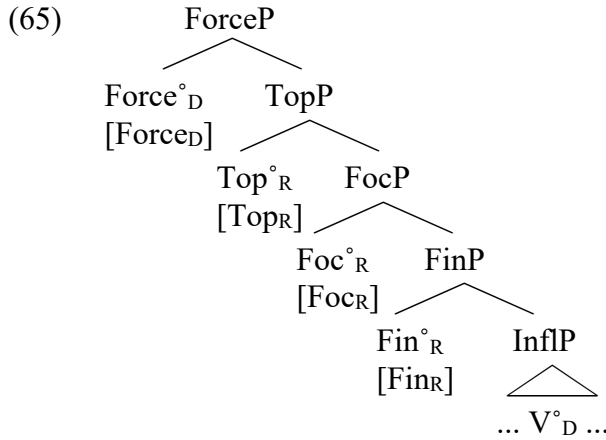 (65) ForceP
Force°D TopP
[ForceD]
Top°R FocP
[TopR]
Foc°R FinP
[FocR]
Fin°R InflP
[FinR]
... V°D ...